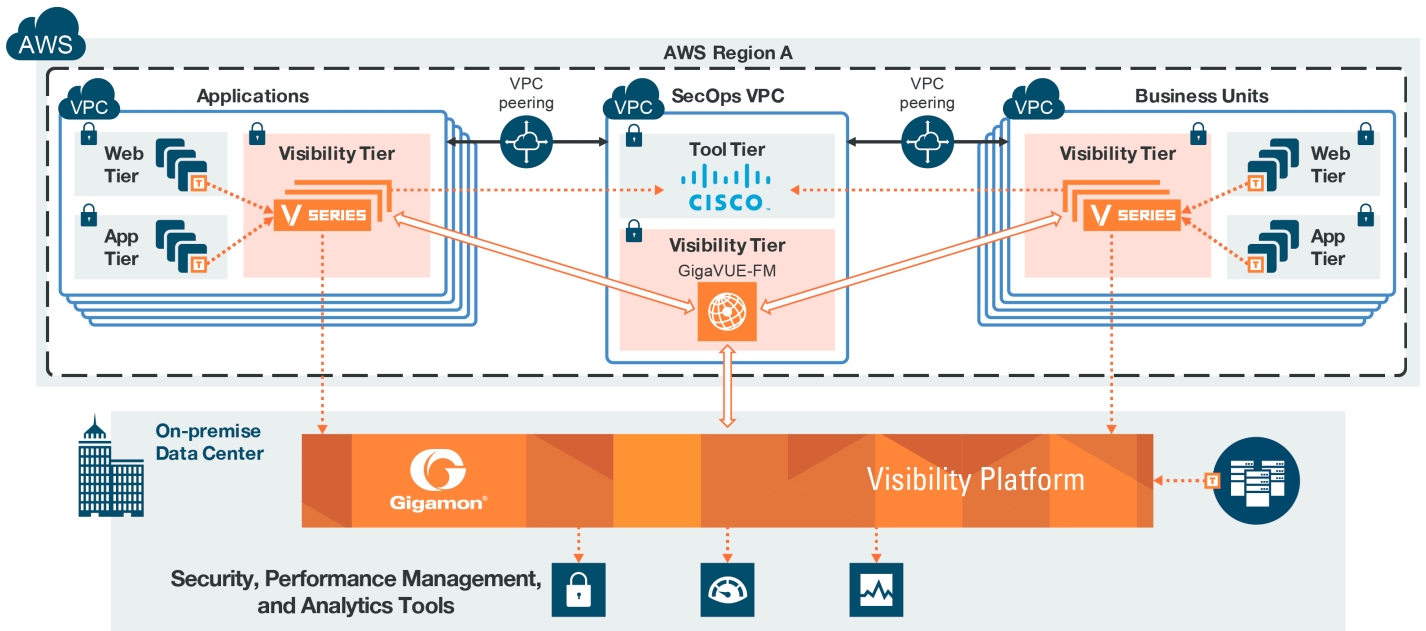 AWS
AWS Region A
VPC
Applications
VPC
peering
VPC
SecOps VPC
VPC
peering
VPC
Business Units
Web
Tier
T
Visibility Tier
V SERIES
App
Tier
T
Tool Tier
CISCO™
Visibility Tier
GigaVUE-FM
Visibility Tier
V SERIES
Web
Tier
T
App
Tier
T
On-premise
Data Center
Gigamon®
Visibility Platform
T
Security, Performance Management,
and Analytics Tools